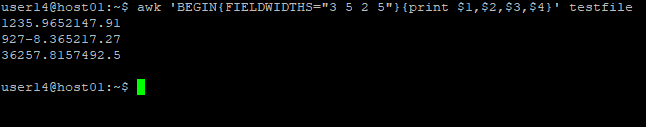 user14@host01:~$ awk 'BEGIN{FIELDWIDTHS="3 5 2 5"}{print $1,$2,$3,$4}' testfile
1235.9652147.91
927-8.365217.27
36257.8157492.5
user14@host01:~$